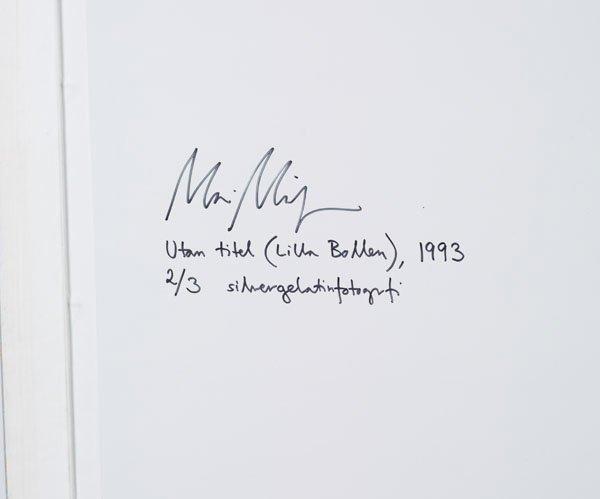 Utan titel (Lilla Bollen), 1993
2/3 silvergelatinfotografi